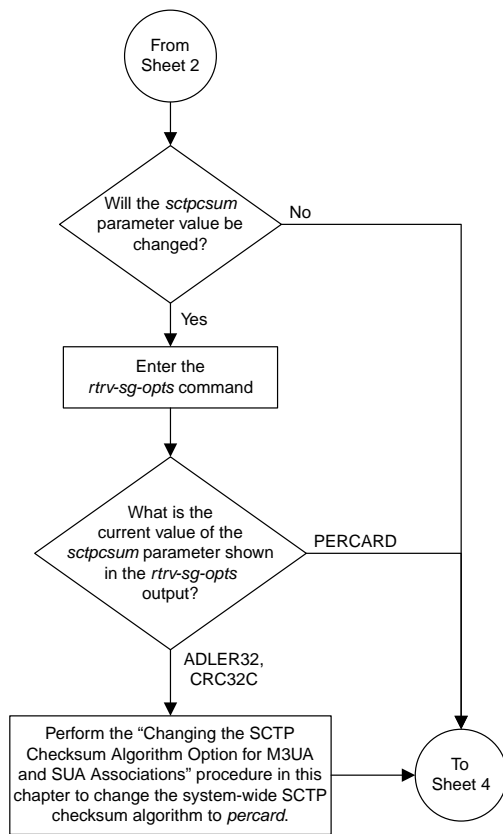 From
Sheet 2
Will the sctpcsum
parameter value be
changed?
No
Yes
Enter the
rtrv-sg-opts command
What is the
current value of the
sctpcsum parameter shown
in the rtrv-sg-opts
output?
PERCARD
ADLER32,
CRC32C
Perform the “Changing the SCTP
Checksum Algorithm Option for M3UA
and SUA Associations” procedure in this
chapter to change the system-wide SCTP
checksum algorithm to percard.
To
Sheet 4